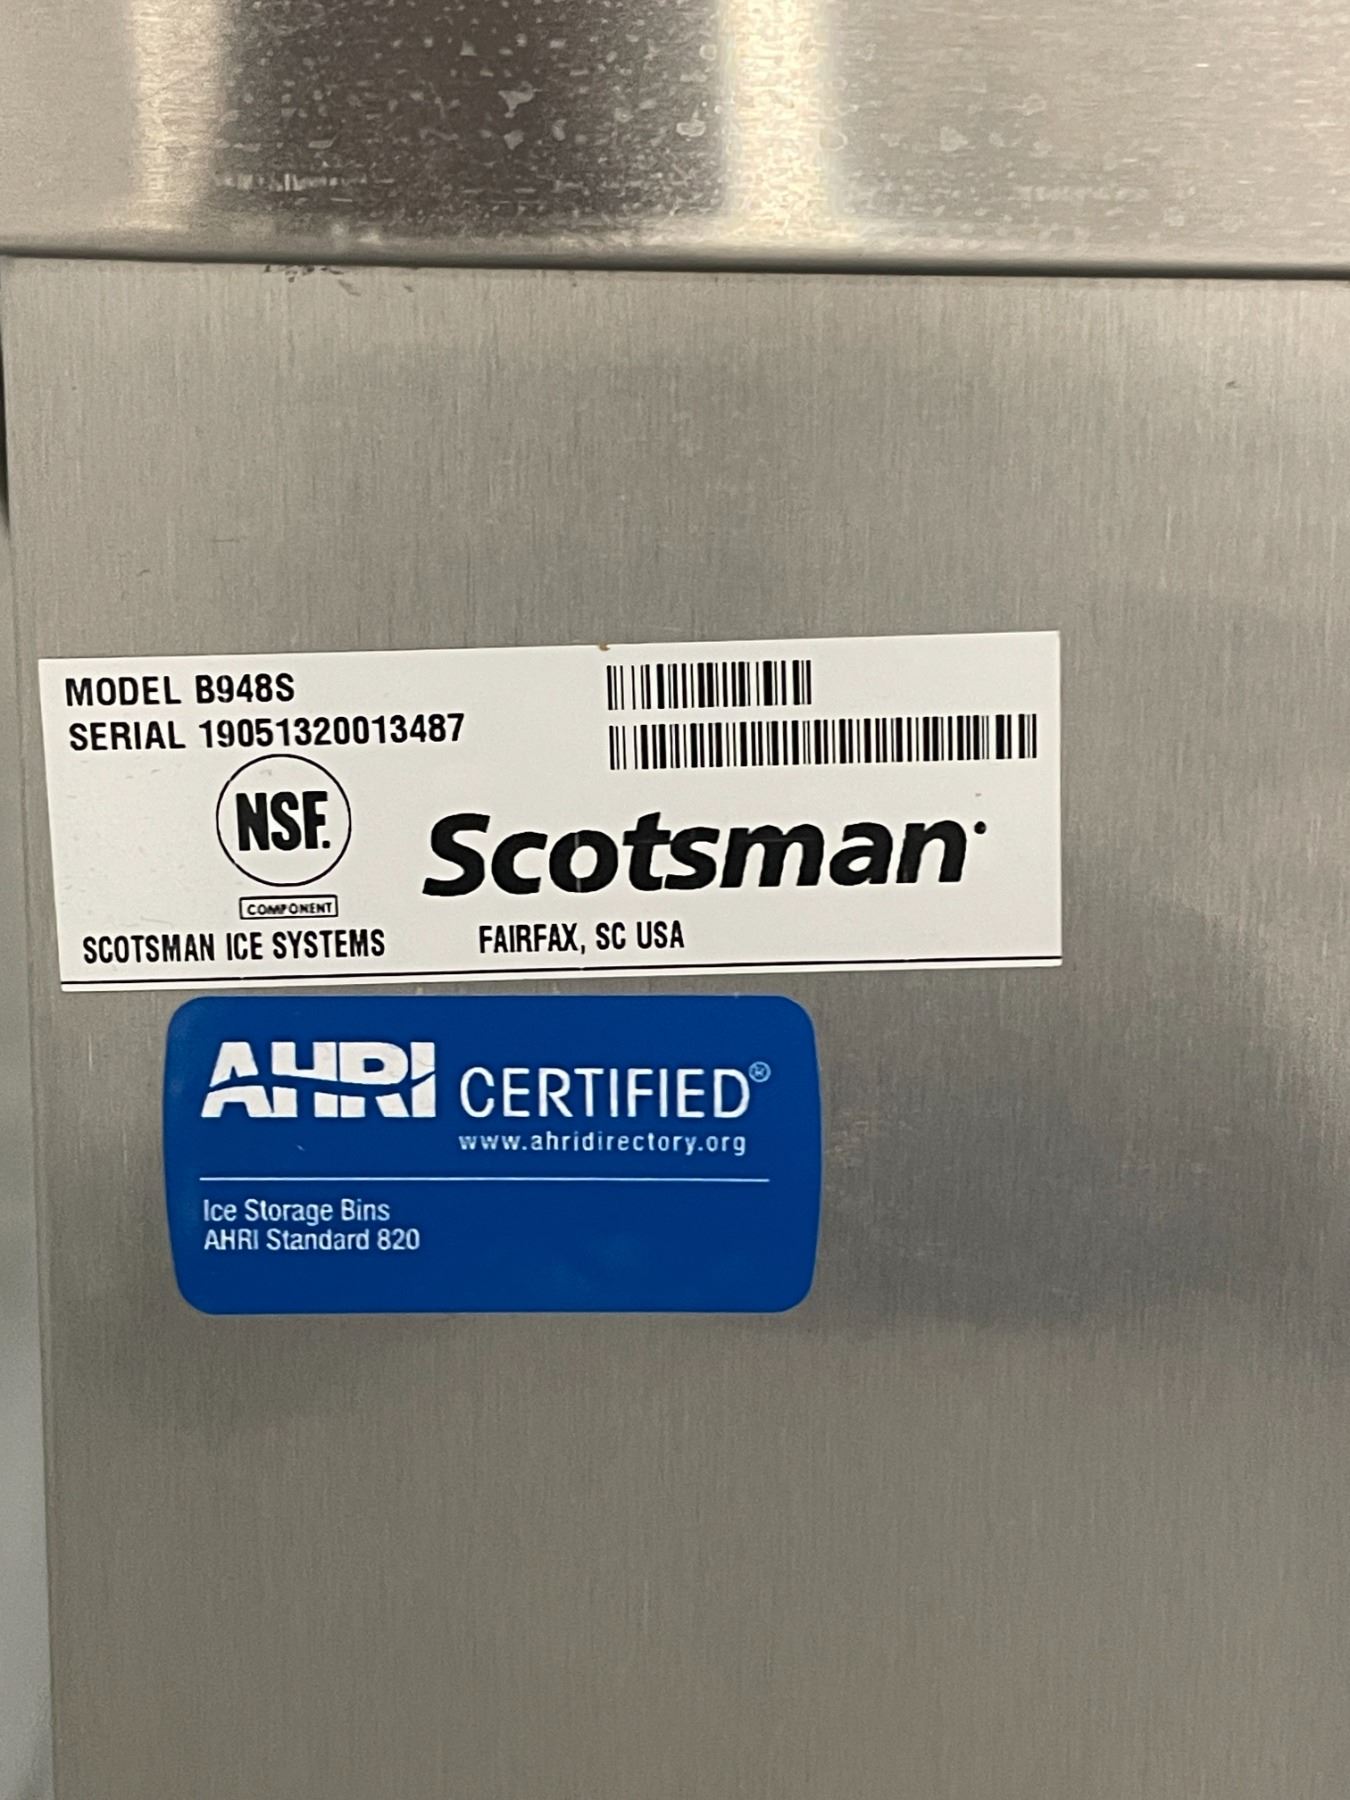 MODEL B948S
SERIAL 19051320013487
NSF.
COMPONENT
Scotsman
SCOTSMAN ICE SYSTEMS FAIRFAX, SC USA
AHRI CERTIFIED®
www.ahridirectory.org
Ice Storage Bins
AHRI Standard 820